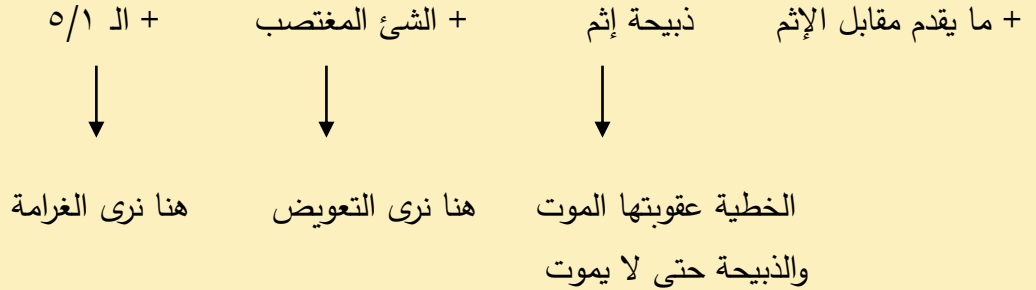 + ما يقدم مقابل الإثم ذبيحة إثم + الشئ المغتصب + الـ ٥/١
الخطية عقوبتها الموت هنا نرى التعويض هنا نرى الغرامة
والذبيحة حتى لا يموت